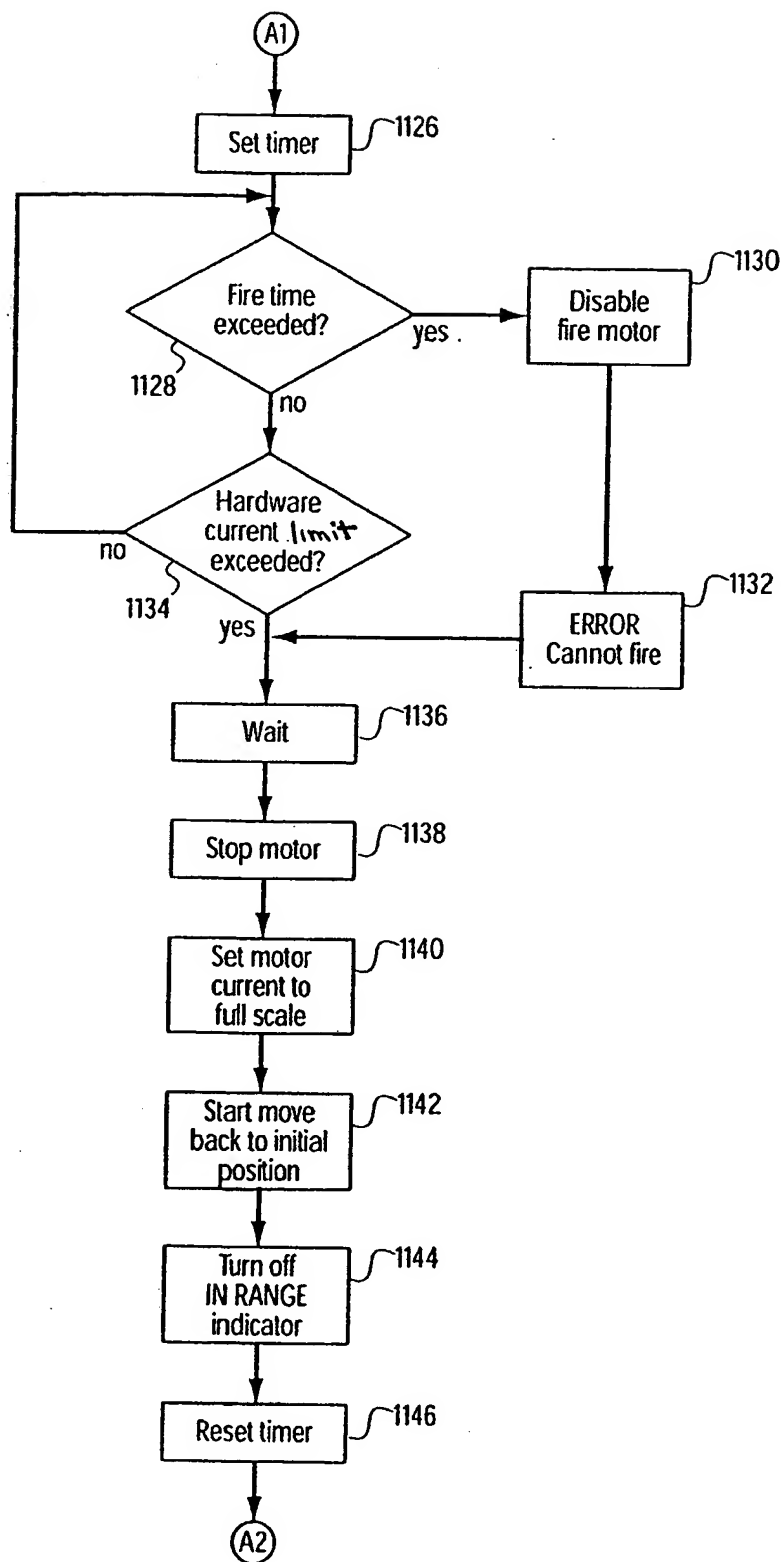 A1
Set timer
1126
Fire time
exceeded?
1128
yes .
no
Disable
fire motor
1130
Hardware
current .limit
exceeded?
no
1134
yes
ERROR
Cannot fire
1132
Wait
1136
Stop motor
1138
Set motor
current to
full scale
1140
Start move
back to initial
position
1142
Turn off
IN RANGE
indicator
1144
Reset timer
1146
A2